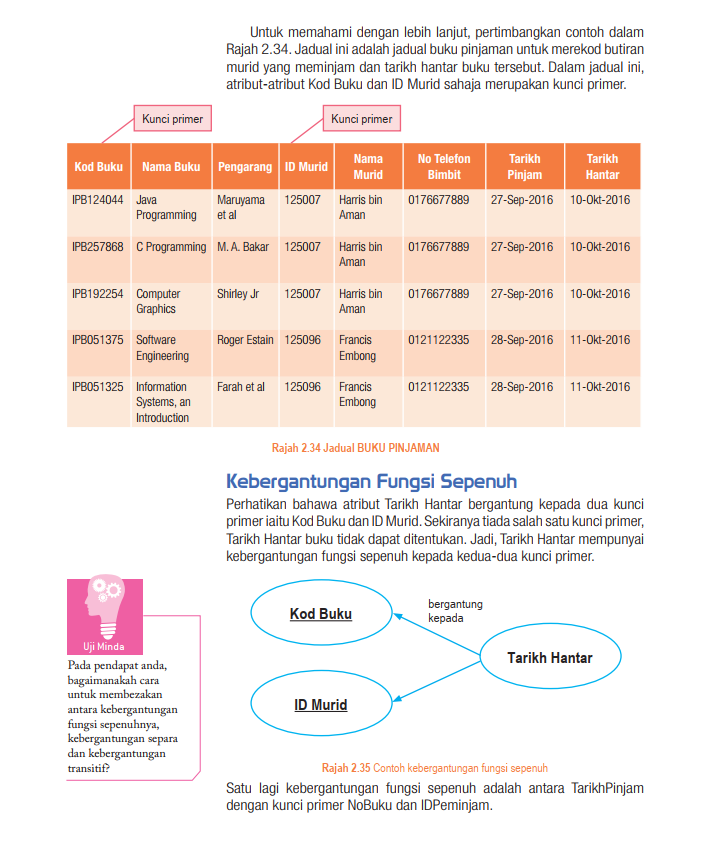 Untuk memahami dengan lebih lanjut, pertimbangkan contoh dalam
Rajah 2.34. Jadual ini adalah jadual buku pinjaman untuk merekod butiran
murid yang meminjam dan tarikh hantar buku tersebut. Dalam jadual ini,
atribut-atribut Kod Buku dan ID Murid sahaja merupakan kunci primer.
Kunci primer Kunci primer
Kod Buku Nama Buku Pengarang ID Murid Nama Murid No Telefon Bimbit Tarikh Pinjam Tarikh Hantar
IPB124044 Java Programming Maruyama et al 125007 Harris bin Aman 0176677889 27-Sep-2016 10-Okt-2016
IPB257868 C Programming M. A. Bakar 125007 Harris bin Aman 0176677889 27-Sep-2016 10-Okt-2016
IPB192254 Computer Graphics Shirley Jr 125007 Harris bin Aman 0176677889 27-Sep-2016 10-Okt-2016
IPB051375 Software Engineering Roger Estain 125096 Francis Embong 0121122335 28-Sep-2016 11-Okt-2016
IPB051325 Information Systems, an Introduction Farah et al 125096 Francis Embong 0121122335 28-Sep-2016 11-Okt-2016
Rajah 2.34 Jadual BUKU PINJAMAN
Kebergantungan Fungsi Sepenuh
Perhatikan bahawa atribut Tarikh Hantar bergantung kepada dua kunci
primer iaitu Kod Buku dan ID Murid. Sekiranya tiada salah satu kunci primer,
Tarikh Hantar buku tidak dapat ditentukan. Jadi, Tarikh Hantar mempunyai
kebergantungan fungsi sepenuh kepada kedua-dua kunci primer.
Uji Minda
Pada pendapat anda,
bagaimanakah cara
untuk membezakan
antara kebergantungan
fungsi sepenuhnya,
kebergantungan separa
dan kebergantungan
transitif?
Kod Buku
bergantung
kepada
Tarikh Hantar
ID Murid
Rajah 2.35 Contoh kebergantungan fungsi sepenuh
Satu lagi kebergantungan fungsi sepenuh adalah antara TarikhPinjam
dengan kunci primer NoBuku dan IDPeminjam.